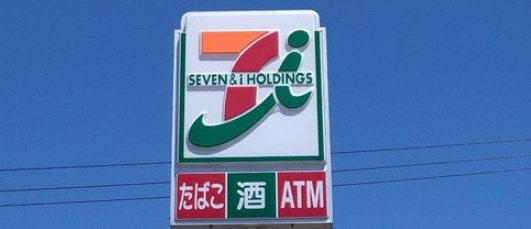 SEVEN & i HOLDINGS
たばこ 酒 ATM